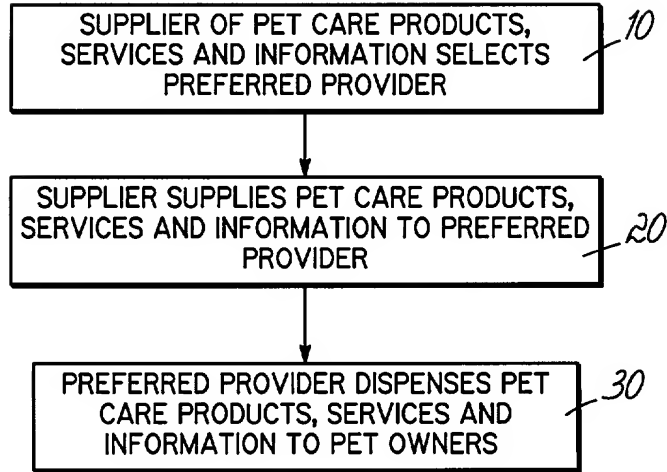 SUPPLIER OF PET CARE PRODUCTS,
SERVICES AND INFORMATION SELECTS
PREFERRED PROVIDER
10
SUPPLIER SUPPLIES PET CARE PRODUCTS,
SERVICES AND INFORMATION TO PREFERRED
PROVIDER
20
PREFERRED PROVIDER DISPENSES PET
CARE PRODUCTS, SERVICES AND
INFORMATION TO PET OWNERS
30